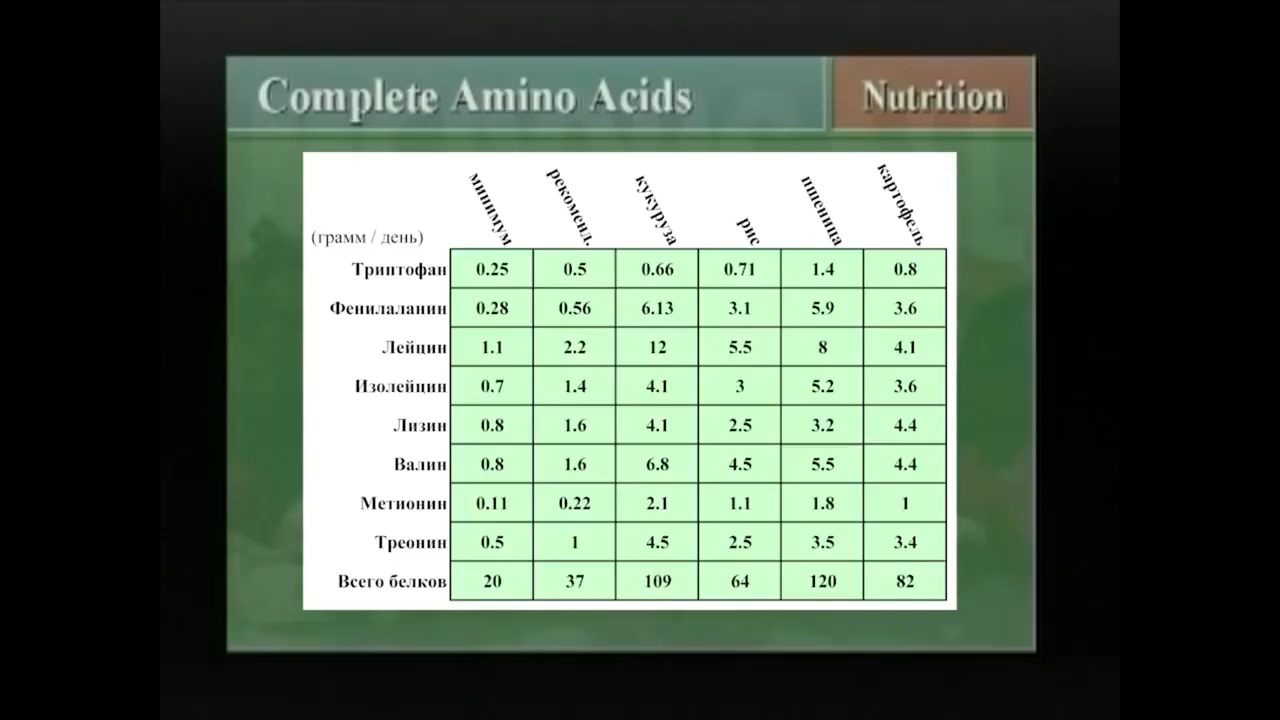 Complete Amino Acids
Nutrition
(грамм / день) минимум рекоменд. кукуруза рис пшеница картофель
Триптофан 0.25 0.5 0.66 0.71 1.4 0.8
Фенилаланин 0.28 0.56 6.13 3.1 5.9 3.6
Лейцин 1.1 2.2 12 5.5 8 4.1
Изолейцин 0.7 1.4 4.1 3 5.2 3.6
Лизин 0.8 1.6 4.1 2.5 3.2 4.4
Валин 0.8 1.6 6.8 4.5 5.5 4.4
Метионин 0.11 0.22 2.1 1.1 1.8 1
Треонин 0.5 1 4.5 2.5 3.5 3.4
Всего белков 20 37 109 64 120 82